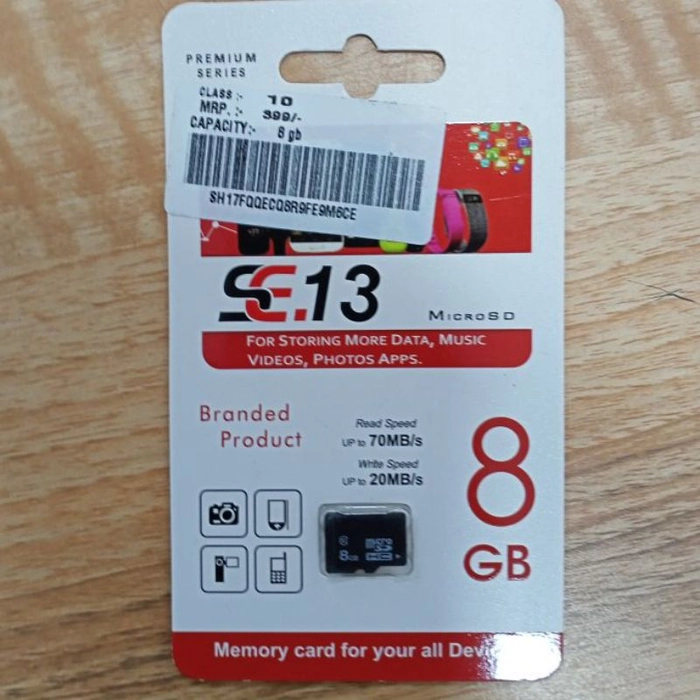 PREMIUM
SERIES
CLASS :- 10
MRP. :- 399/-
CAPACITY:- 8 gb
SH17FQQECQ8R9FE9M6CE
SE.13
MICROSD
FOR STORING MORE DATA, MUSIC
VIDEOS, PHOTOS APPS.
Branded
Product
Read Speed
UP to 70MB/s
Write Speed
UP to 20MB/s
8
GB
micro
8GB
HC
Memory card for your all